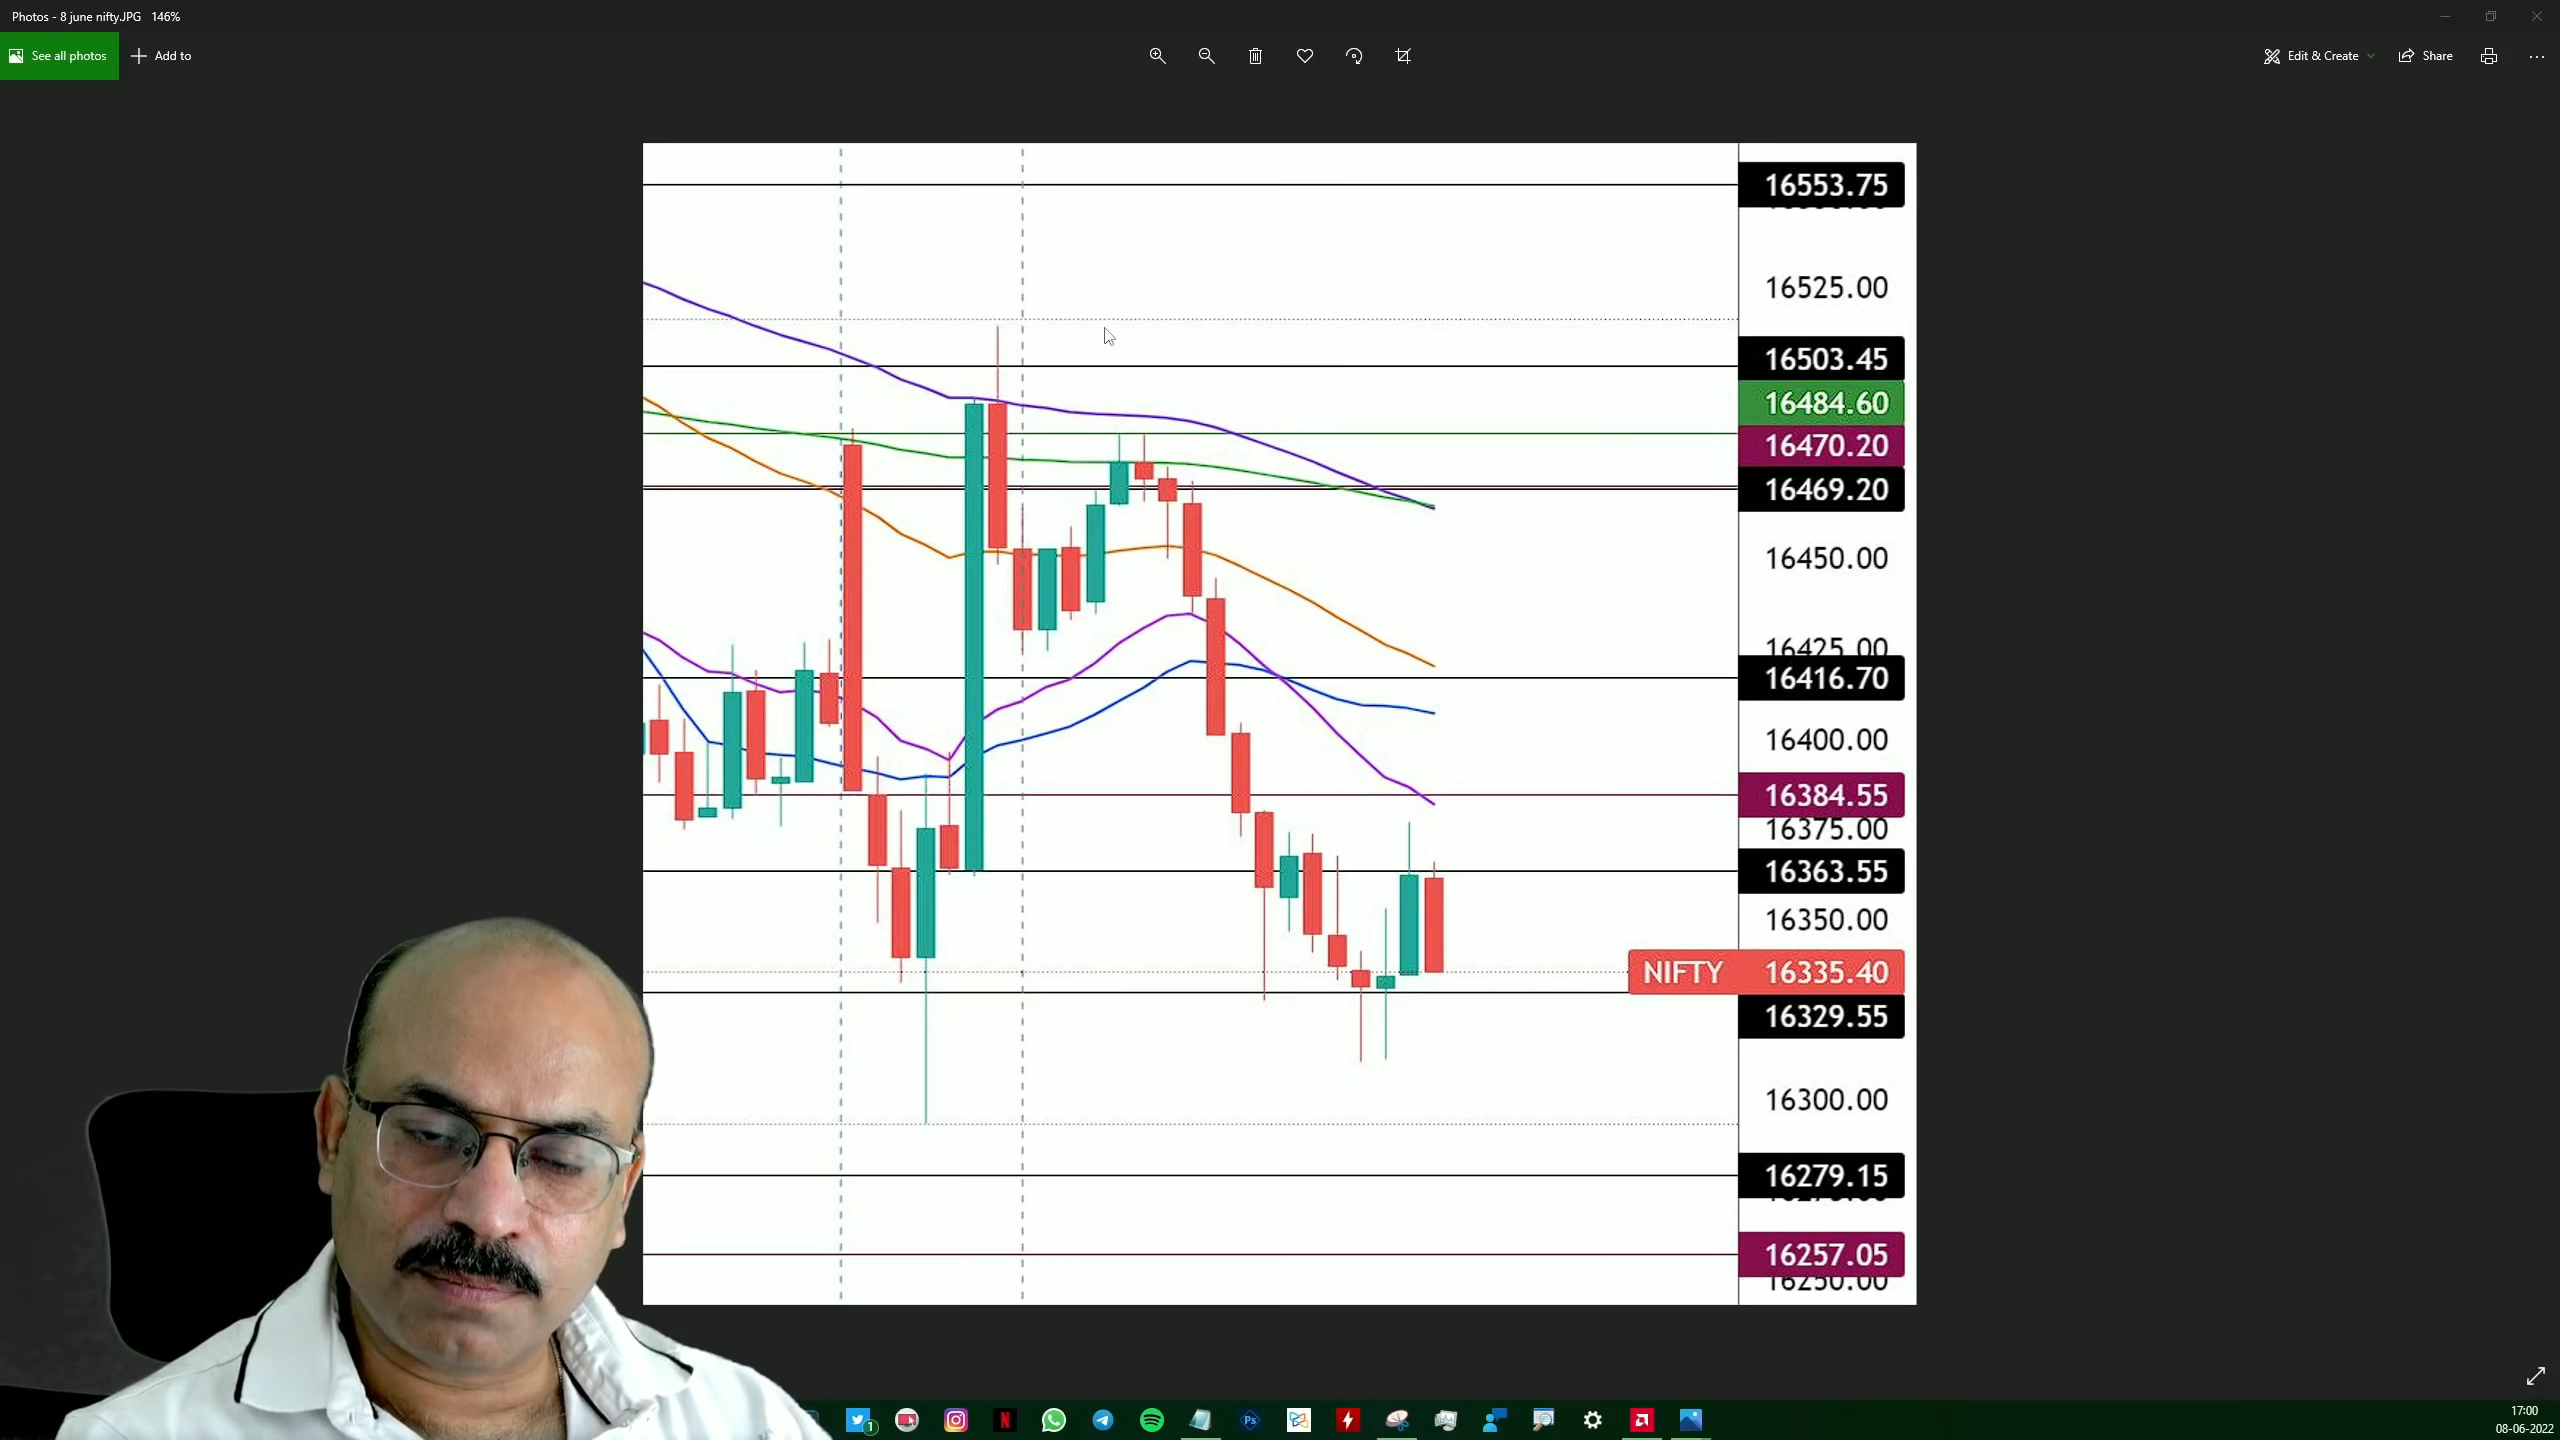 Photos - 8 june nifty.JPG 146%
See all photos
Add to
Edit & Create
Share
16553.75
16525.00
16503.45
16484.60
16470.20
16469.20
16450.00
16425.00
16416.70
16400.00
16384.55
16375.00
16363.55
16350.00
NIFTY 16335.40
16329.55
16300.00
16279.15
16257.05
16250.00
1
N
Ps
17:00
08-06-2022